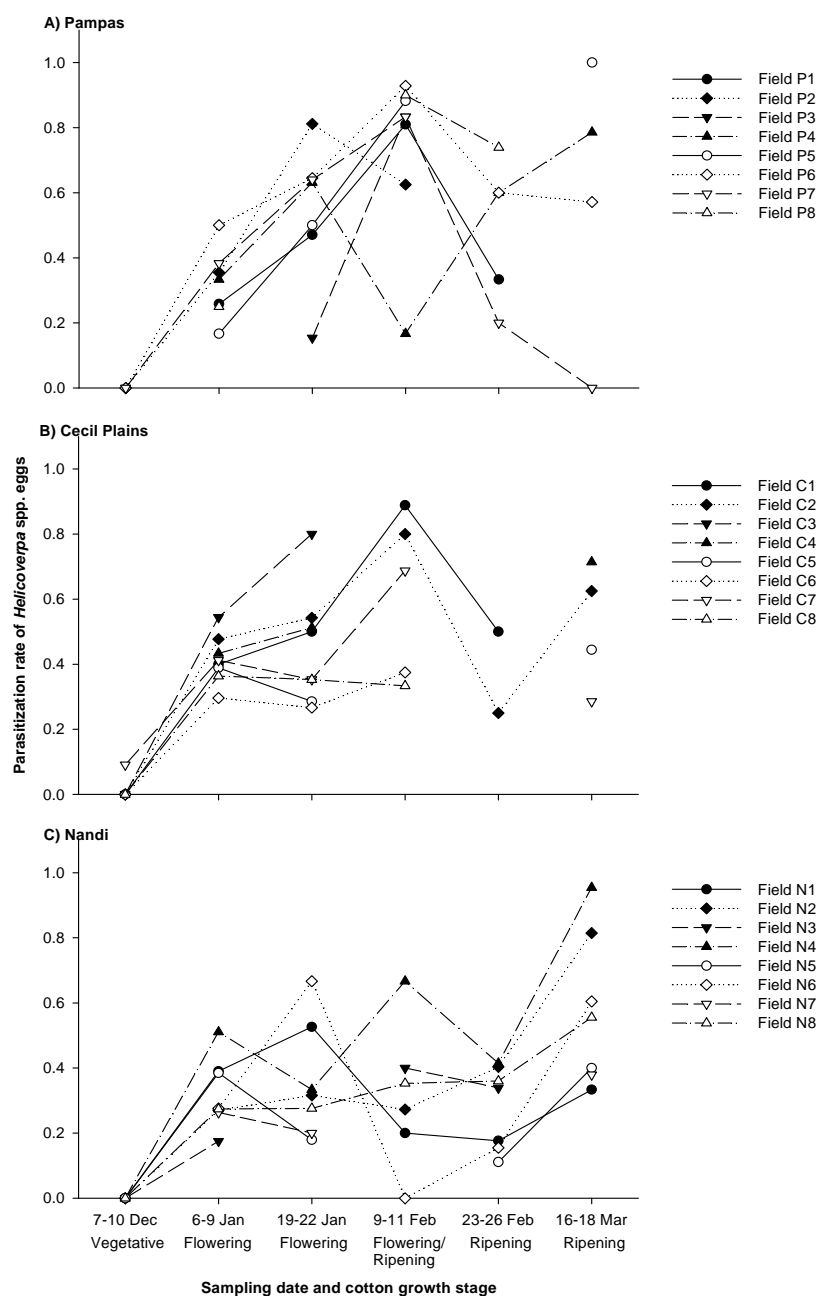 A) Pampas
1.0
0.8
0.6
0.4
0.2
0.0
Field P1
Field P2
Field P3
Field P4
Field P5
Field P6
Field P7
Field P8
B) Cecil Plains
1.0
0.8
0.6
0.4
0.2
0.0
Field C1
Field C2
Field C3
Field C4
Field C5
Field C6
Field C7
Field C8
Parasitization rate of Helicoverpa spp. eggs
C) Nandi
1.0
0.8
0.6
0.4
0.2
0.0
Field N1
Field N2
Field N3
Field N4
Field N5
Field N6
Field N7
Field N8
7-10 Dec 6-9 Jan 19-22 Jan 9-11 Feb 23-26 Feb 16-18 Mar
Vegetative Flowering Flowering Flowering/ Ripening Ripening
Ripening
Sampling date and cotton growth stage